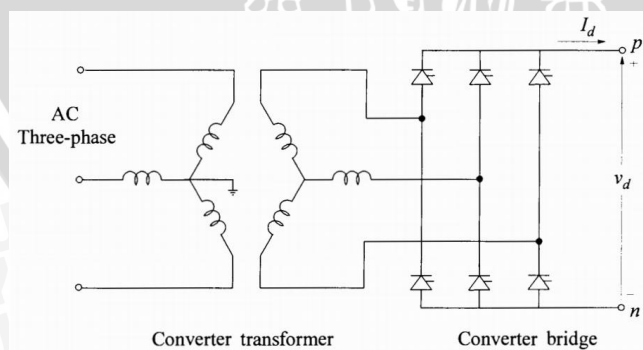 I_d
p
+
AC
Three-phase
v_d
−
n
Converter transformer
Converter bridge